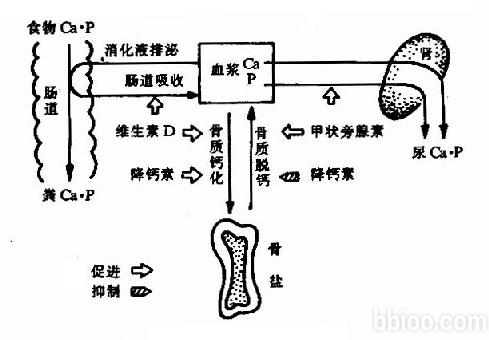 食物 Ca·P
消化液排泌
肠道吸收
肠道
血浆 Ca P
肾
维生素 D
骨质钙化
骨质脱钙
甲状旁腺素
尿 Ca·P
降钙素
降钙素
粪 Ca·P
骨盐
促进
抑制
bbioo.com